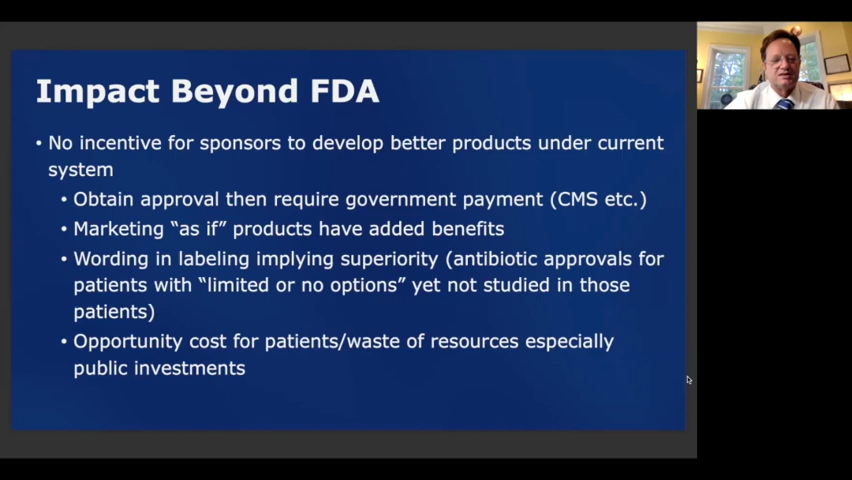 Impact Beyond FDA
• No incentive for sponsors to develop better products under current
system
• Obtain approval then require government payment (CMS etc.)
• Marketing “as if” products have added benefits
• Wording in labeling implying superiority (antibiotic approvals for
patients with “limited or no options” yet not studied in those
patients)
• Opportunity cost for patients/waste of resources especially
public investments